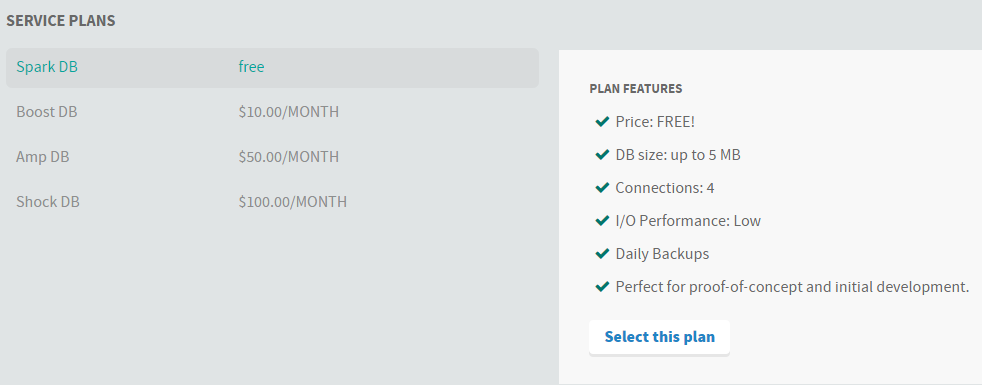 SERVICE PLANS
Spark DB free
Boost DB $10.00/MONTH
Amp DB $50.00/MONTH
Shock DB $100.00/MONTH
PLAN FEATURES
Price: FREE!
DB size: up to 5 MB
Connections: 4
I/O Performance: Low
Daily Backups
Perfect for proof-of-concept and initial development.
Select this plan